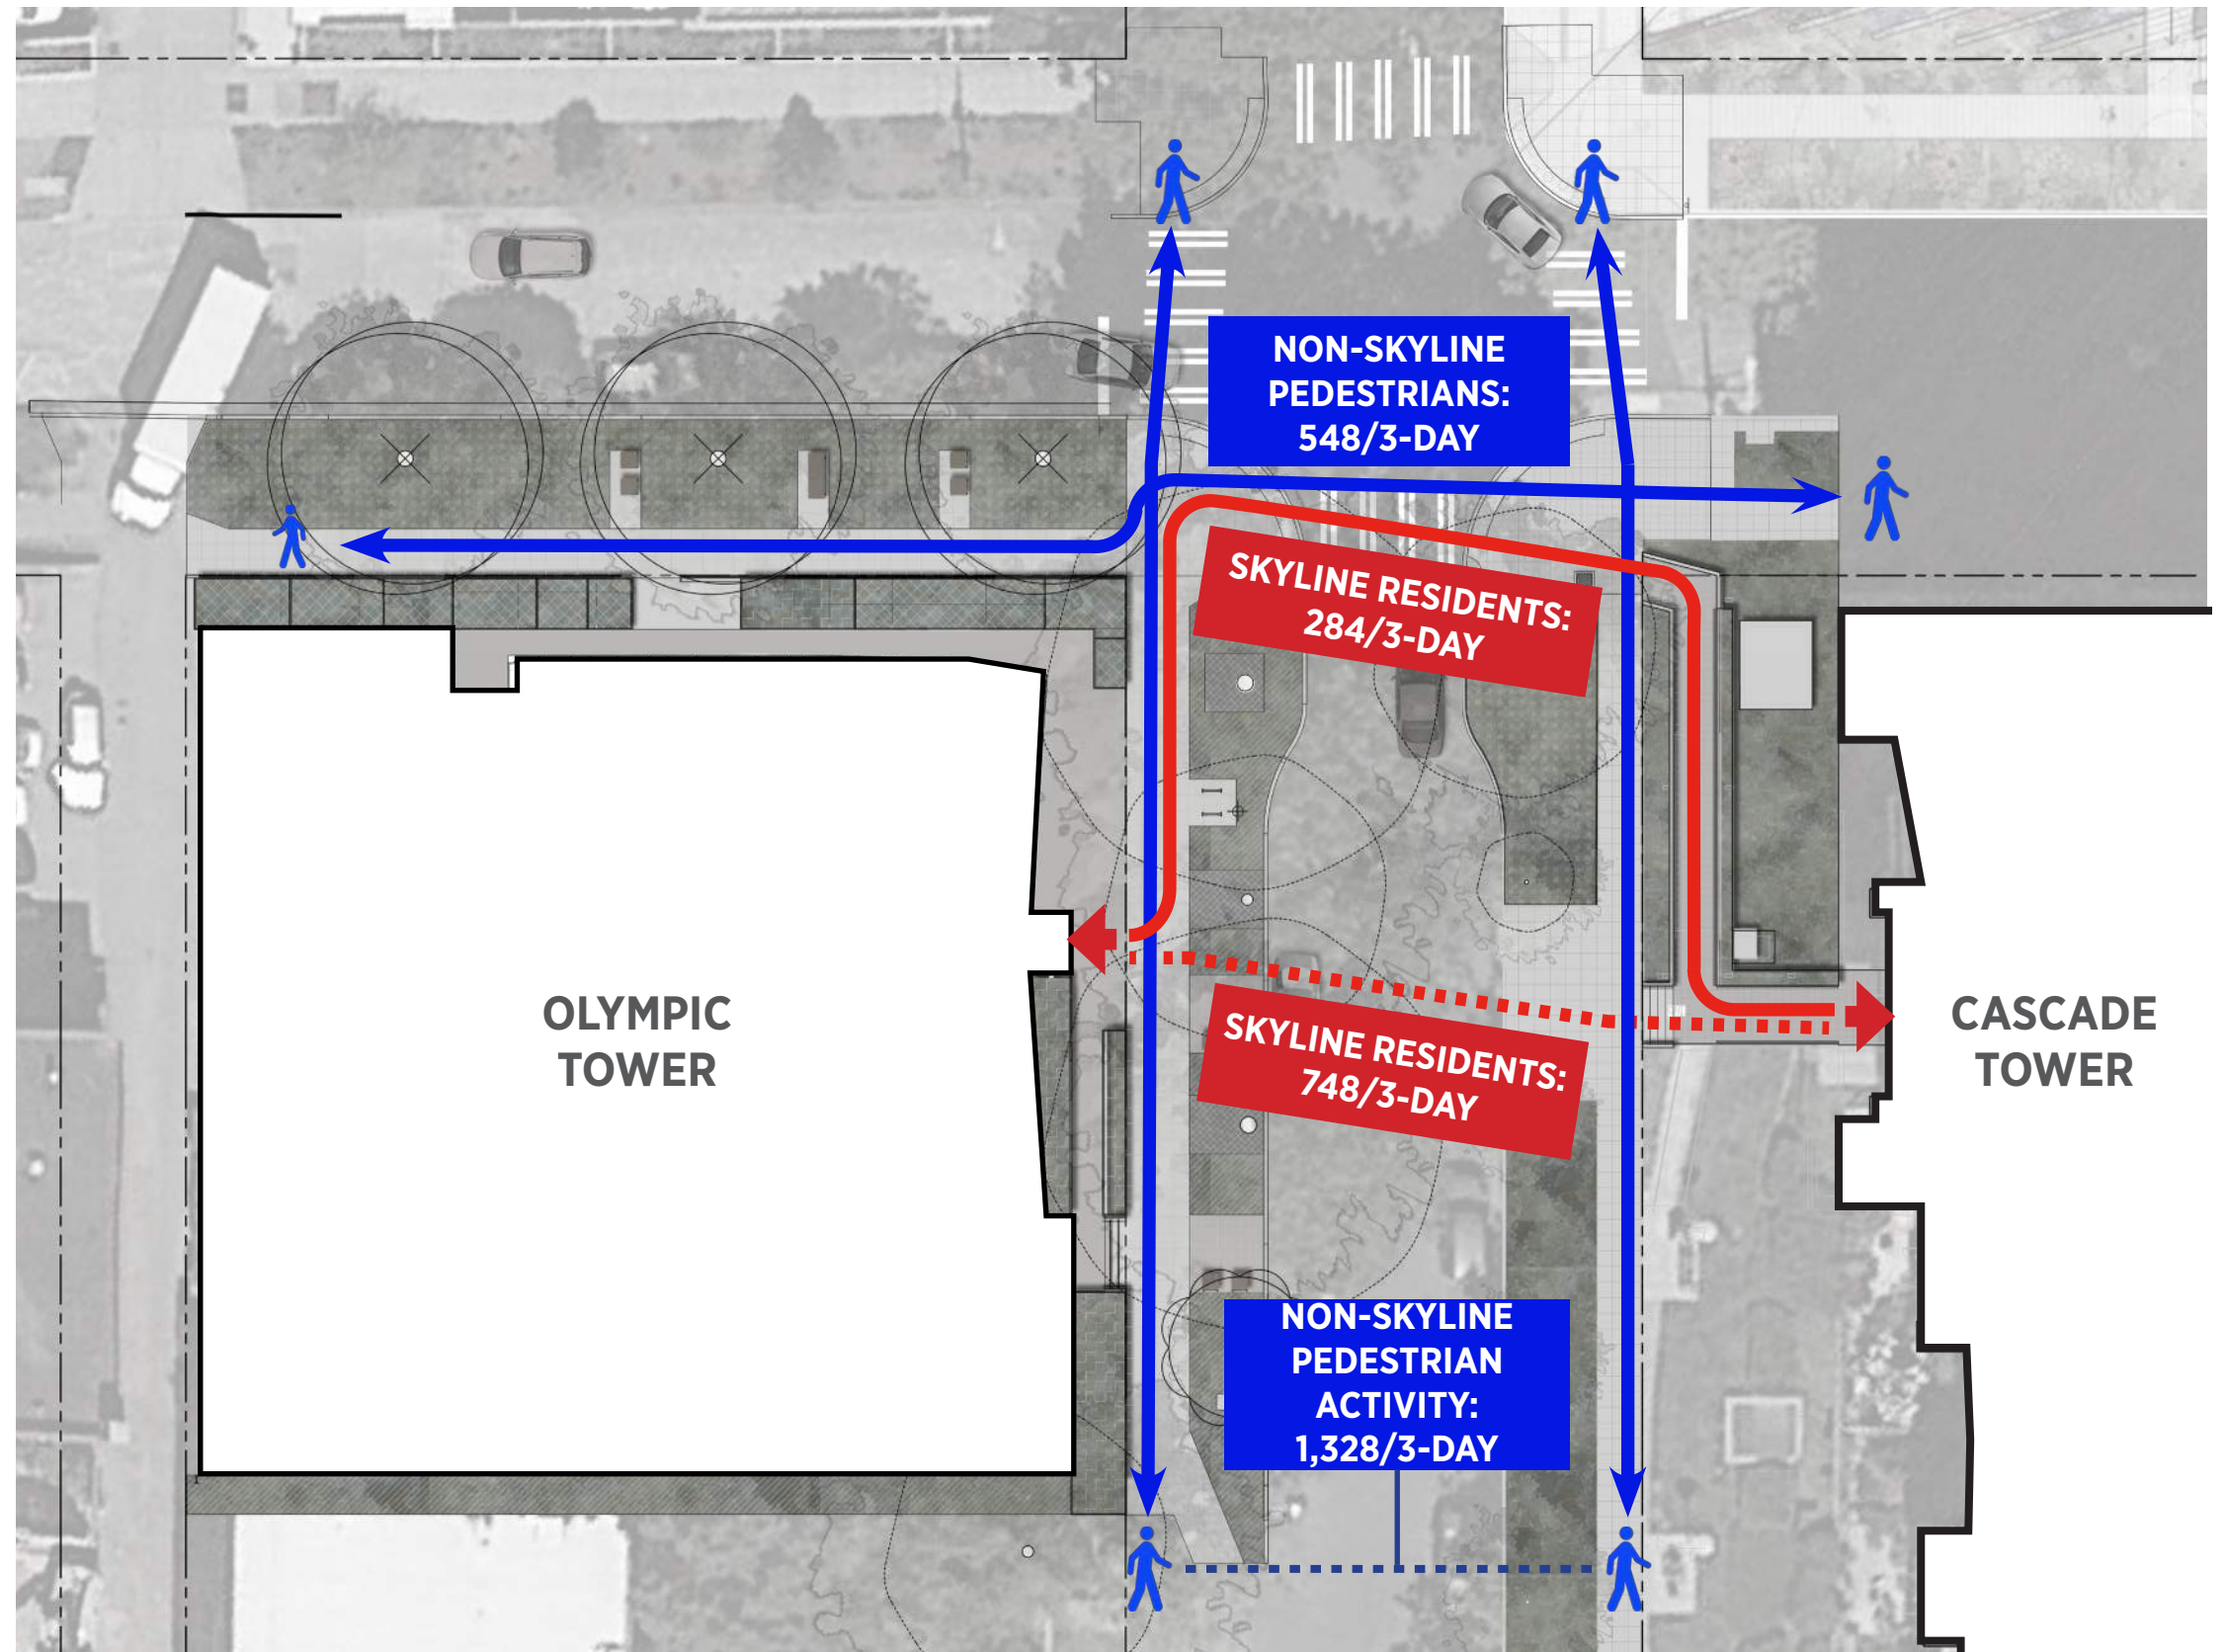 NON-SKYLINE
PEDESTRIANS:
548/3-DAY
SKYLINE RESIDENTS:
284/3-DAY
OLYMPIC
TOWER
CASCADE
TOWER
SKYLINE RESIDENTS:
748/3-DAY
NON-SKYLINE
PEDESTRIAN
ACTIVITY:
1,328/3-DAY